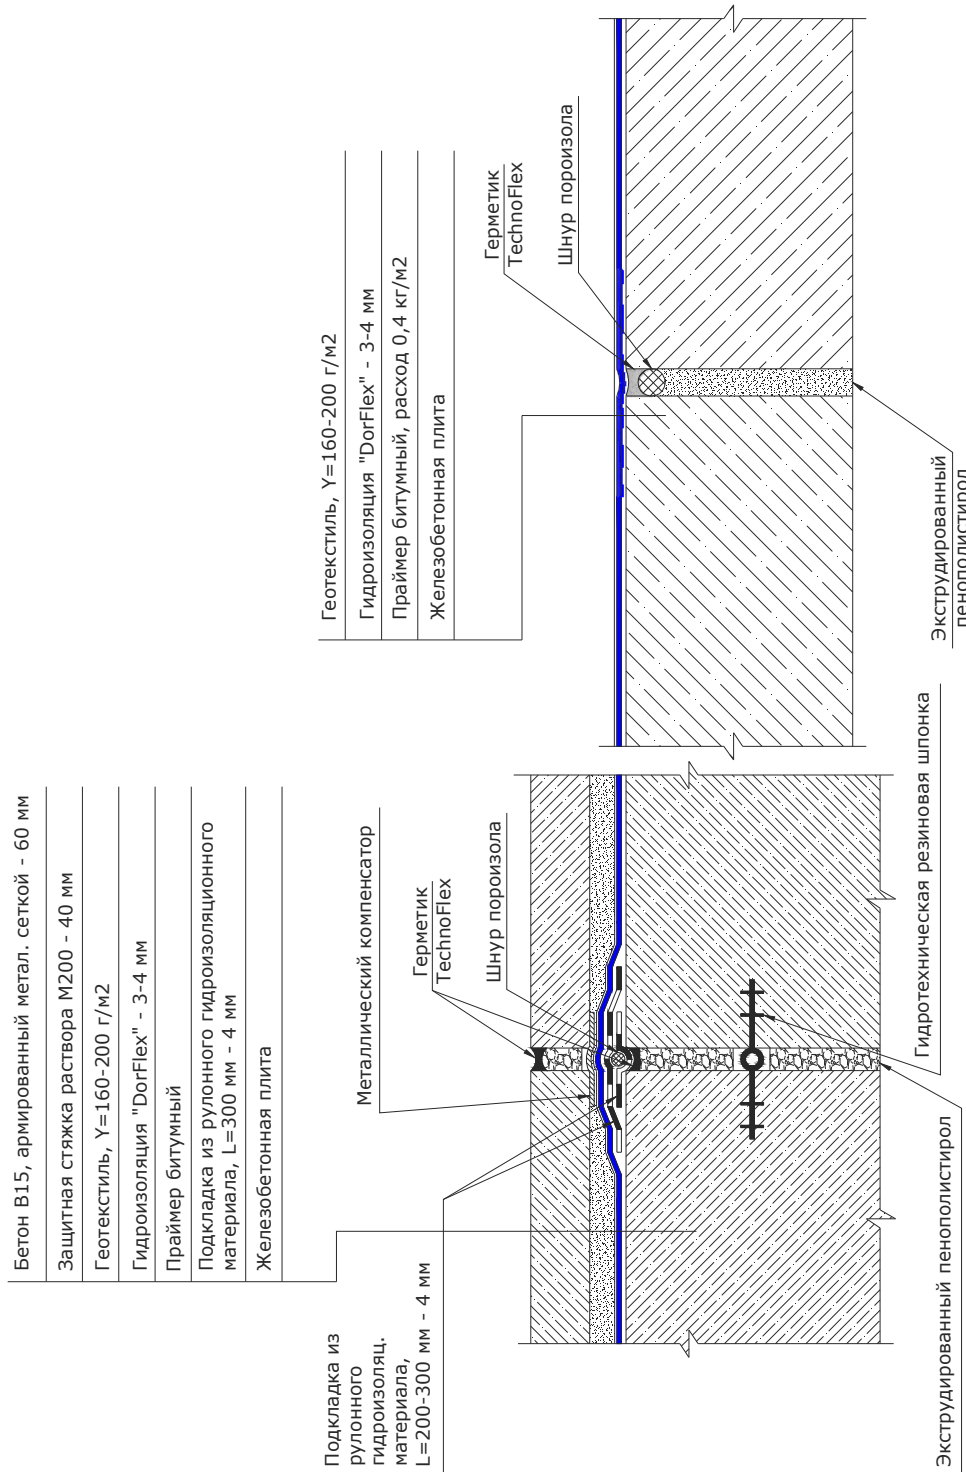 Бетон В15, армированный метал. сеткой - 60 мм
Защитная стяжка раствора М200 - 40 мм
Геотекстиль, Y=160-200 г/м2
Гидроизоляция "DorFlex" - 3-4 мм
Праймер битумный
Подкладка из рулонного гидроизоляционного
материала, L=300 мм - 4 мм
Железобетонная плита
Подкладка из
рулонного
гидроизоляц.
материала,
L=200-300 мм - 4 мм
Металлический компенсатор
Герметик
TechnoFlex
Шнур пороизола
Гидротехническая резиновая шпонка
Экструдированный пенополистирол
Геотекстиль, Y=160-200 г/м2
Гидроизоляция "DorFlex" - 3-4 мм
Праймер битумный, расход 0,4 кг/м2
Железобетонная плита
Герметик
TechnoFlex
Шнур пороизола
Экструдированный
пенополистирол